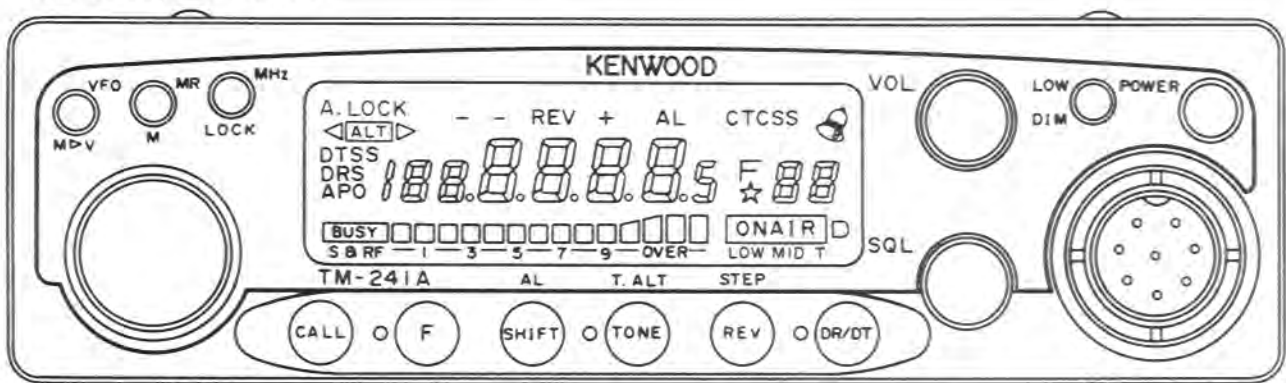 KENWOOD
VFO MR MHz
M▷V M LOCK
VOL LOW POWER
DIM
A.LOCK - - REV + AL CTCSS
◁ALT▷
DTSS
DRS
APO 188.8.8.8.8.5 F ☆ 88
BUSY ONAIR D
S & RF 1 3 5 7 9 OVER LOW MID T
SQL
TM-241A AL T.ALT STEP
CALL F SHIFT TONE REV DR/DT